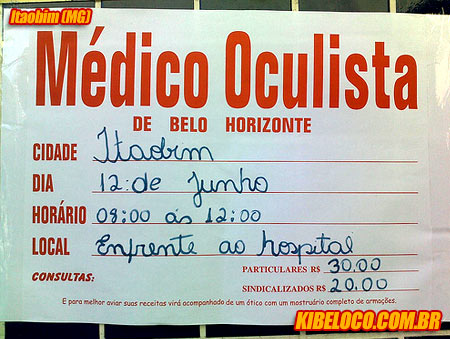 Itaobim (MG)
Médico Oculista
DE BELO HORIZONTE
CIDADE Itaobim
DIA 12 de Junho
HORÁRIO 08:00 ás 12:00
LOCAL Enfrente ao hospital
CONSULTAS: PARTICULARES R$ 30.00
SINDICALIZADOS R$ 20.00
E para melhor aviar suas receitas virá acompanhado de um ótico com um mostruário completo de armações.
KIBELOCO.COM.BR